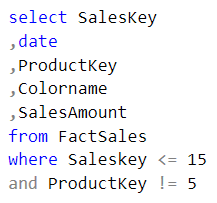 select SalesKey
,date
,ProductKey
,Colorname
,SalesAmount
from FactSales
where Saleskey <= 15
and ProductKey != 5